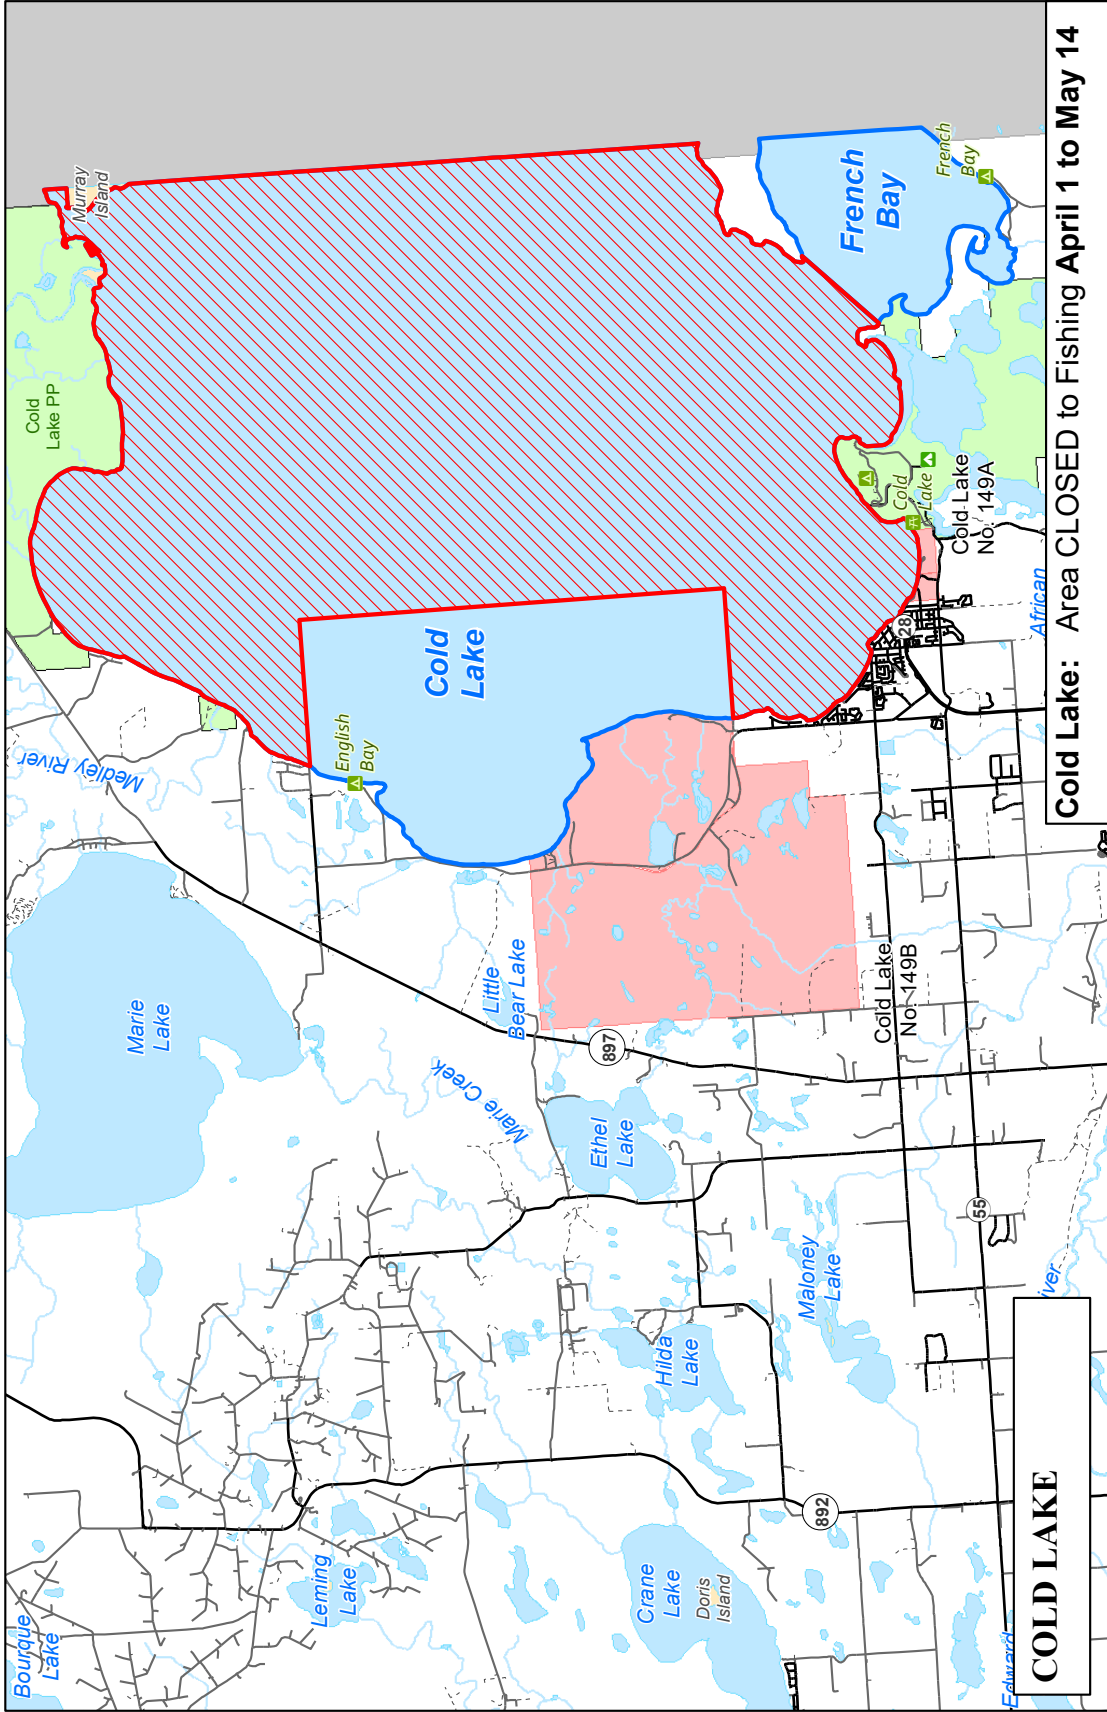 Bourque
Lake
Leming
Lake
Crane
Lake
Doris
Island
Hilda
Lake
Maloney
Lake
Ethel
Lake
Marie Creek
Marie
Lake
Little
Bear Lake
Medley River
English
Bay
Cold
Lake
Cold
Lake PP
Murray
Island
French
Bay
French
Bay
Cold
Lake
Cold Lake
No. 149A
Cold Lake
No. 149B
897
892
55
28
African
iver
Edward
COLD LAKE
Cold Lake: Area CLOSED to Fishing April 1 to May 14